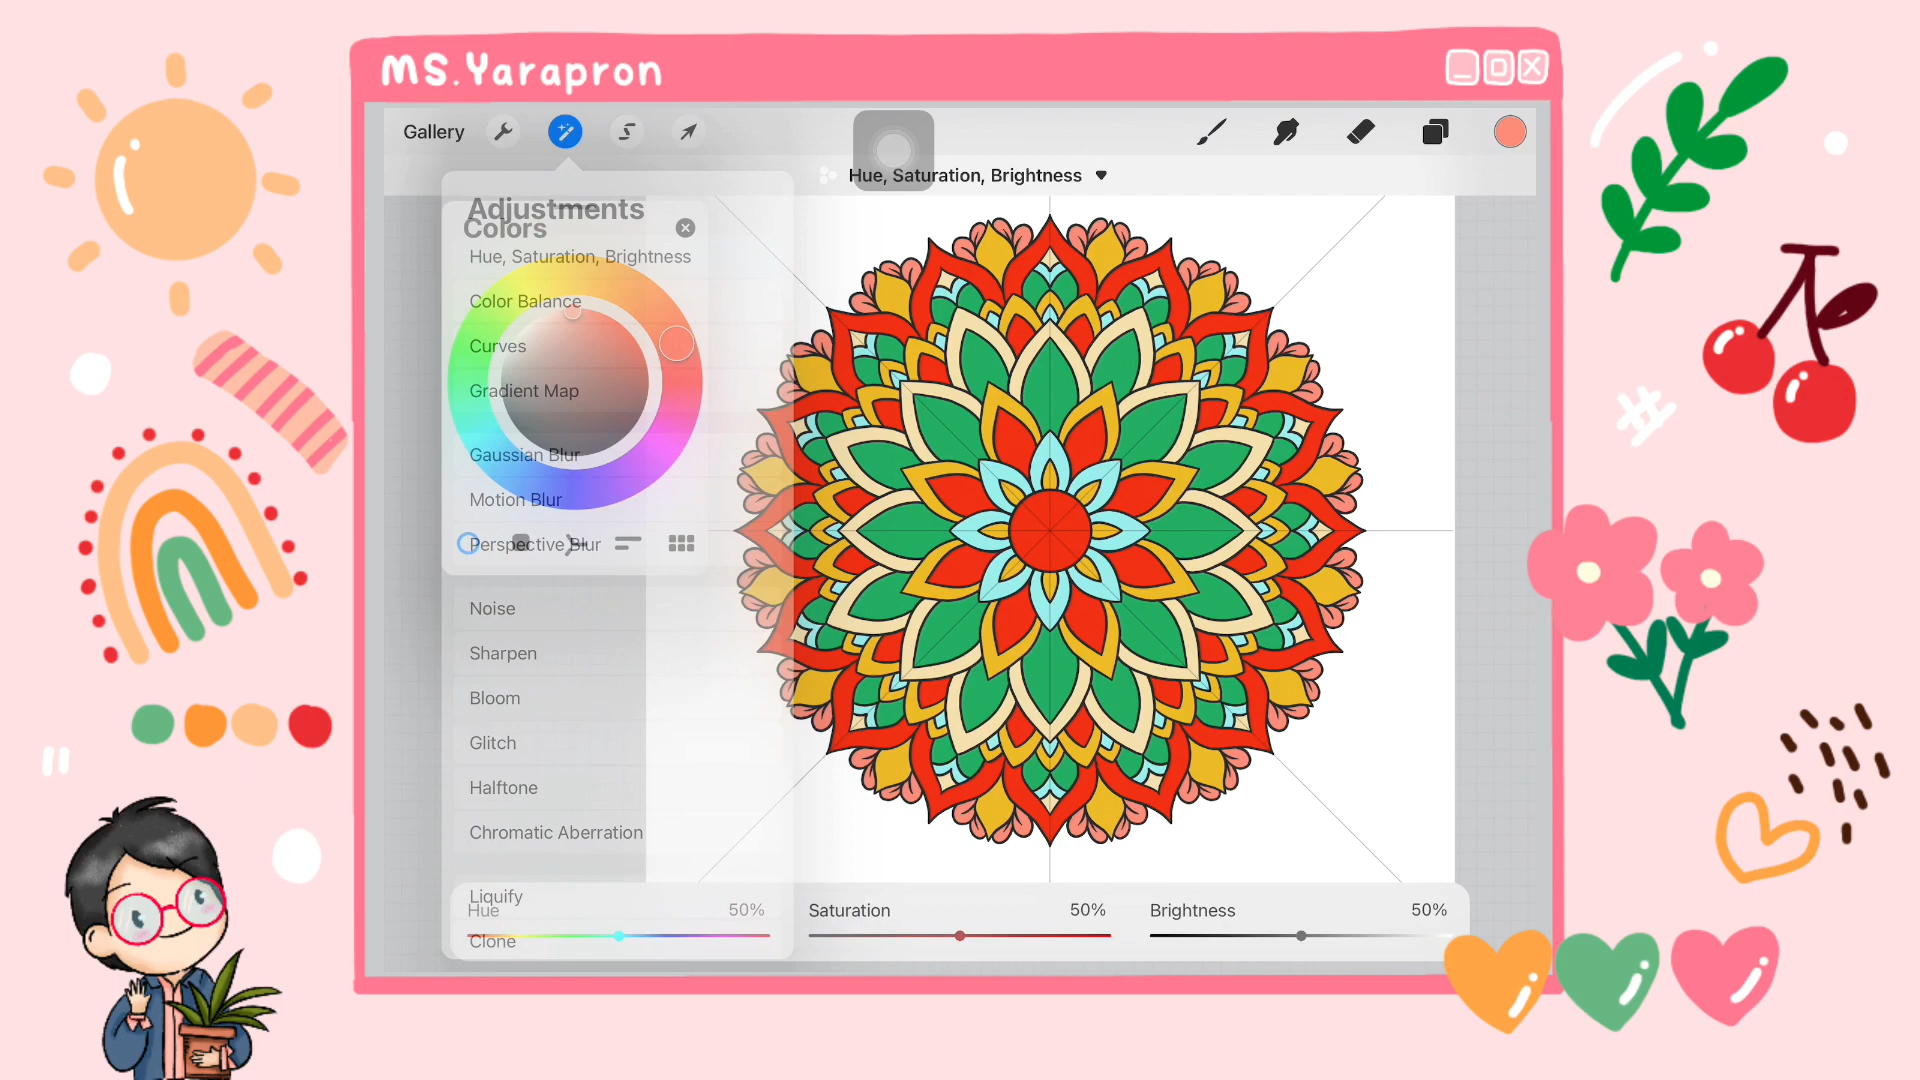 MS.Yarapron
Gallery
Hue, Saturation, Brightness
Adjustments
Colors
Hue, Saturation, Brightness
Color Balance
Curves
Gradient Map
Gaussian Blur
Motion Blur
Perspective Blur
Noise
Sharpen
Bloom
Glitch
Halftone
Chromatic Aberration
Liquify
Hue 50% Saturation 50% Brightness 50%
Clone